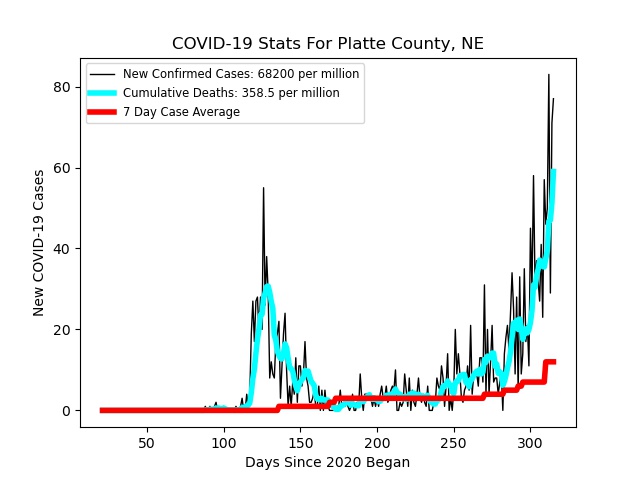 COVID-19 Stats For Platte County, NE
New Confirmed Cases: 68200 per million
Cumulative Deaths: 358.5 per million
7 Day Case Average
80
60
40
20
0
New COVID-19 Cases
50 100 150 200 250 300
Days Since 2020 Began